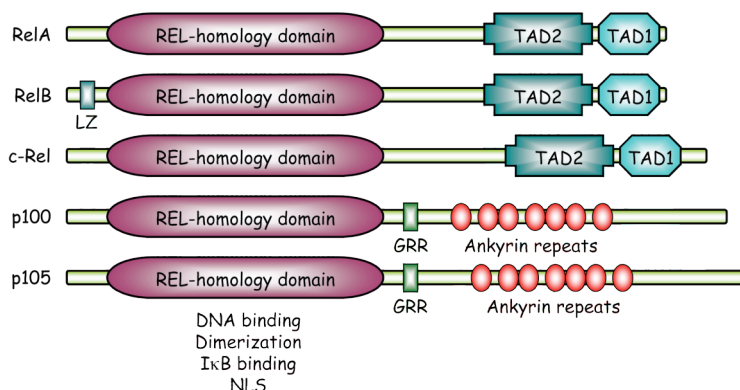 RelA REL-homology domain TAD2 TAD1
RelB REL-homology domain TAD2 TAD1
LZ
c-Rel REL-homology domain TAD2 TAD1
p100 REL-homology domain
GRR Ankyrin repeats
p105 REL-homology domain
GRR Ankyrin repeats
DNA binding
Dimerization
IκB binding
NLS